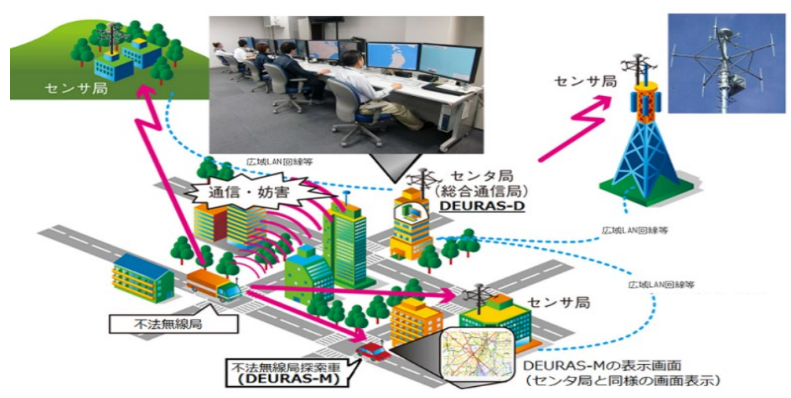 センサ局
センサ局
広域LAN回線等
通信・妨害
センタ局
(総合通信局)
DEURAS-D
広域LAN回線等
広域LAN回線等
センサ局
不法無線局
不法無線局探索車
(DEURAS-M)
DEURAS-Mの表示画面
(センタ局と同様の画面表示)